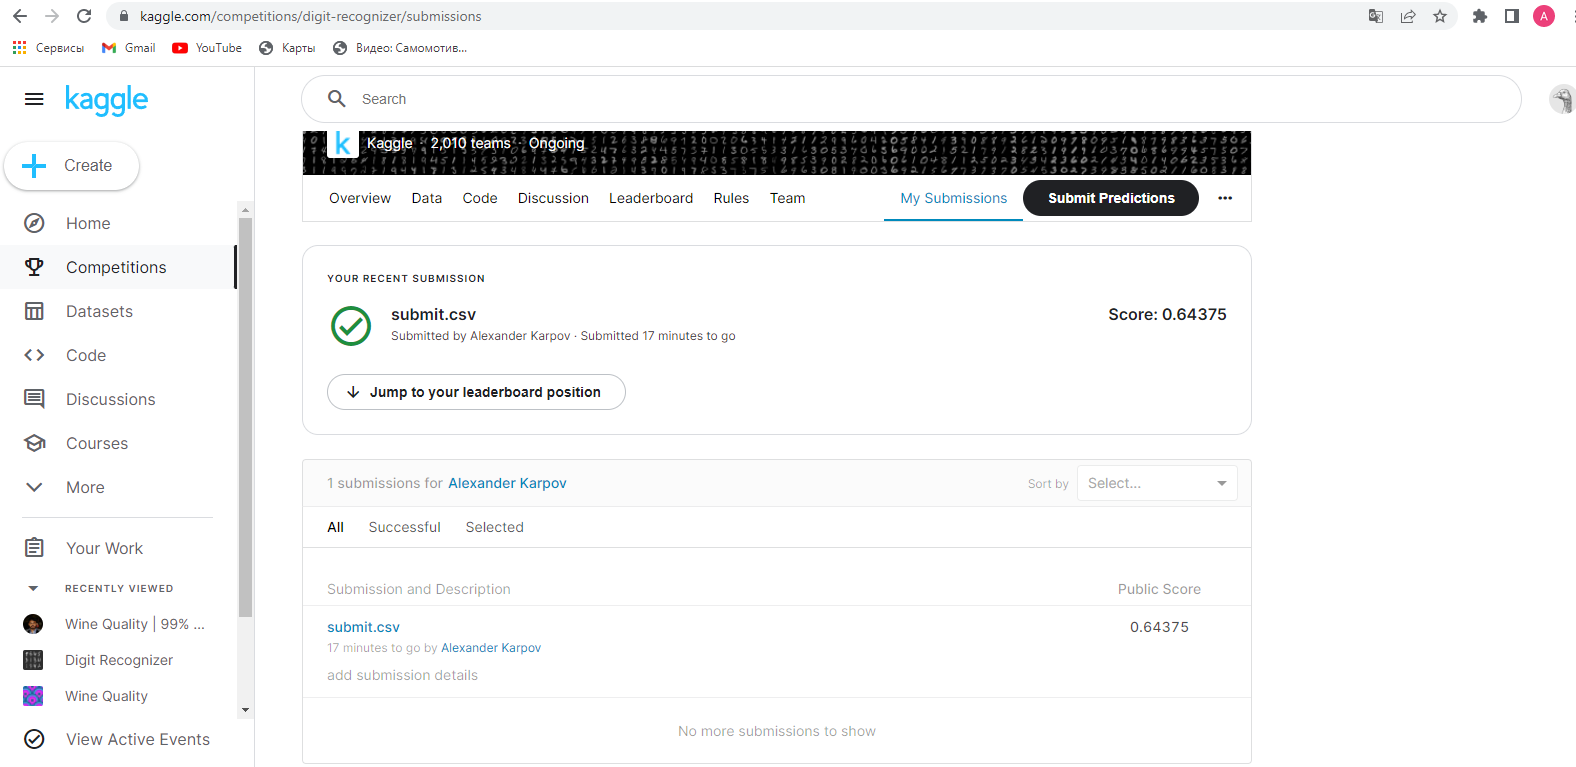 kaggle.com/competitions/digit-recognizer/submissions
A
Сервисы Gmail YouTube Карты Видео: Самомотив...
kaggle
Search
Create
Home
Competitions
Datasets
Code
Discussions
Courses
More
Your Work
RECENTLY VIEWED
Wine Quality | 99% ...
Digit Recognizer
Wine Quality
View Active Events
k Kaggle · 2,010 teams · Ongoing
Overview Data Code Discussion Leaderboard Rules Team My Submissions Submit Predictions
YOUR RECENT SUBMISSION
submit.csv Score: 0.64375
Submitted by Alexander Karpov · Submitted 17 minutes to go
Jump to your leaderboard position
1 submissions for Alexander Karpov Sort by Select...
All Successful Selected
Submission and Description Public Score
submit.csv 0.64375
17 minutes to go by Alexander Karpov
add submission details
No more submissions to show